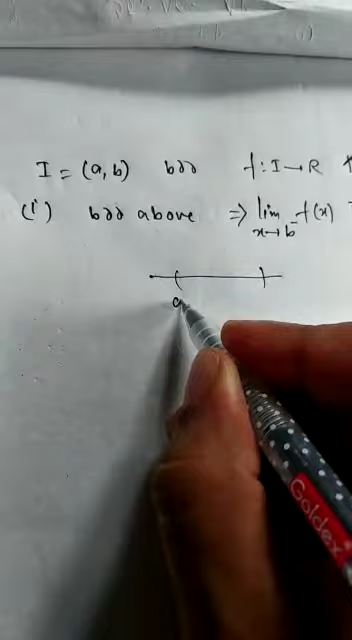 I = (a, b) bdd f : I → R
(i) bdd above ⇒ lim x→b⁻ f(x)
a
Goldex